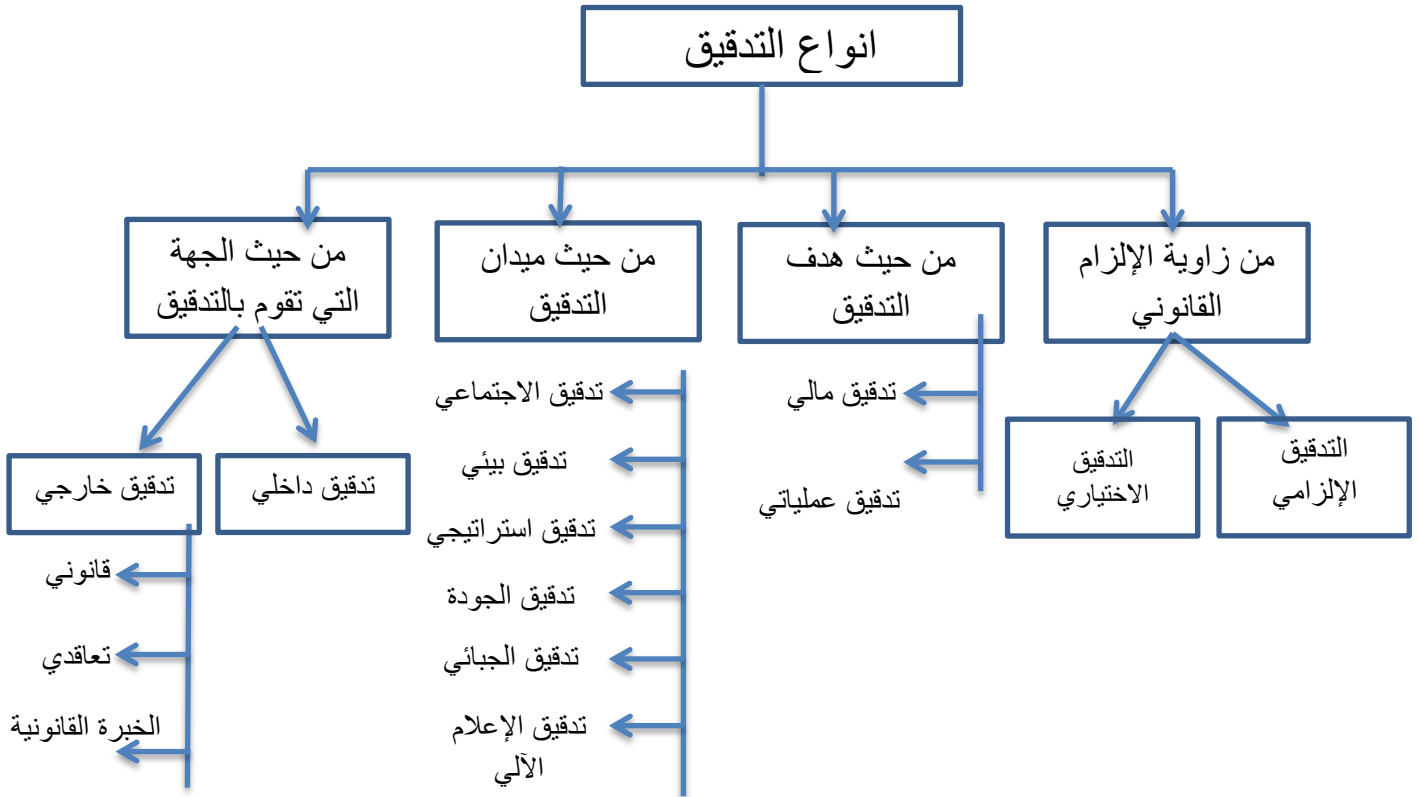 انواع التدقيق
من زاوية الإلزام
القانوني
من حيث هدف
التدقيق
من حيث ميدان
التدقيق
من حيث الجهة
التي تقوم بالتدقيق
التدقيق
الإلزامي
التدقيق
الاختياري
تدقيق مالي
تدقيق عملياتي
تدقيق الاجتماعي
تدقيق بيئي
تدقيق استراتيجي
تدقيق الجودة
تدقيق الجبائي
تدقيق الإعلام
الآلي
تدقيق داخلي
تدقيق خارجي
قانوني
تعاقدي
الخبرة القانونية